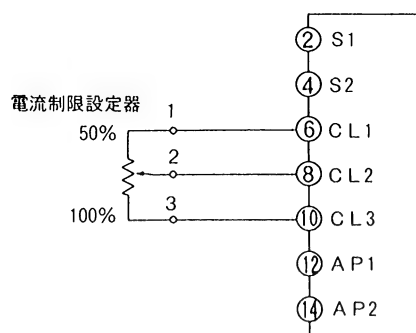 ② S1
④ S2
電流制限設定器
50% 1 ⑥ CL1
2 ⑧ CL2
100% 3 ⑩ CL3
⑫ AP1
⑭ AP2